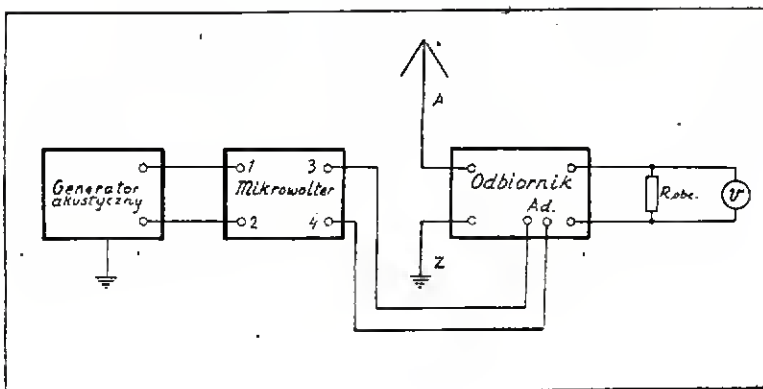 A
Generator
akustyczny
1
2
Mikrowolter
3
4
Odbiornik
Ad.
Z
Robc.
V